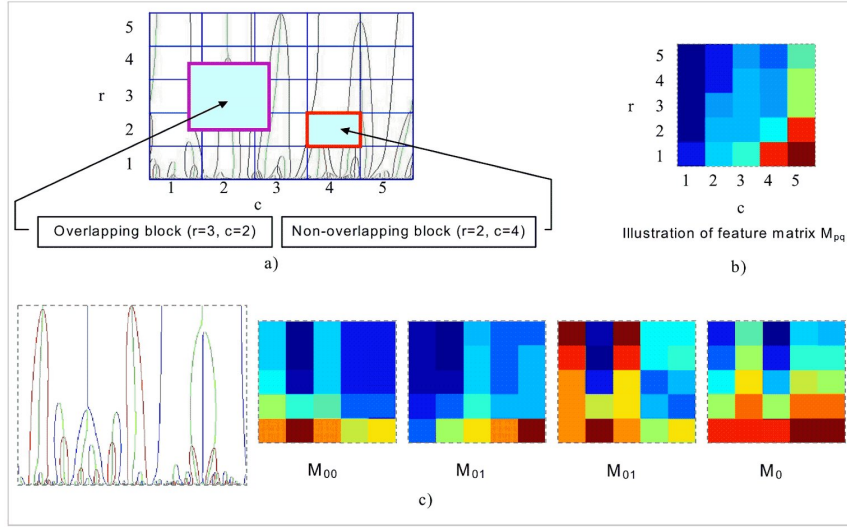 5
4
r
3
2
1
1 2 3 4 5
c
Overlapping block (r=3, c=2)
Non-overlapping block (r=2, c=4)
a)
5
4
r
3
2
1
1 2 3 4 5
c
Illustration of feature matrix Mpq
b)
M00
M01
M01
M0
c)